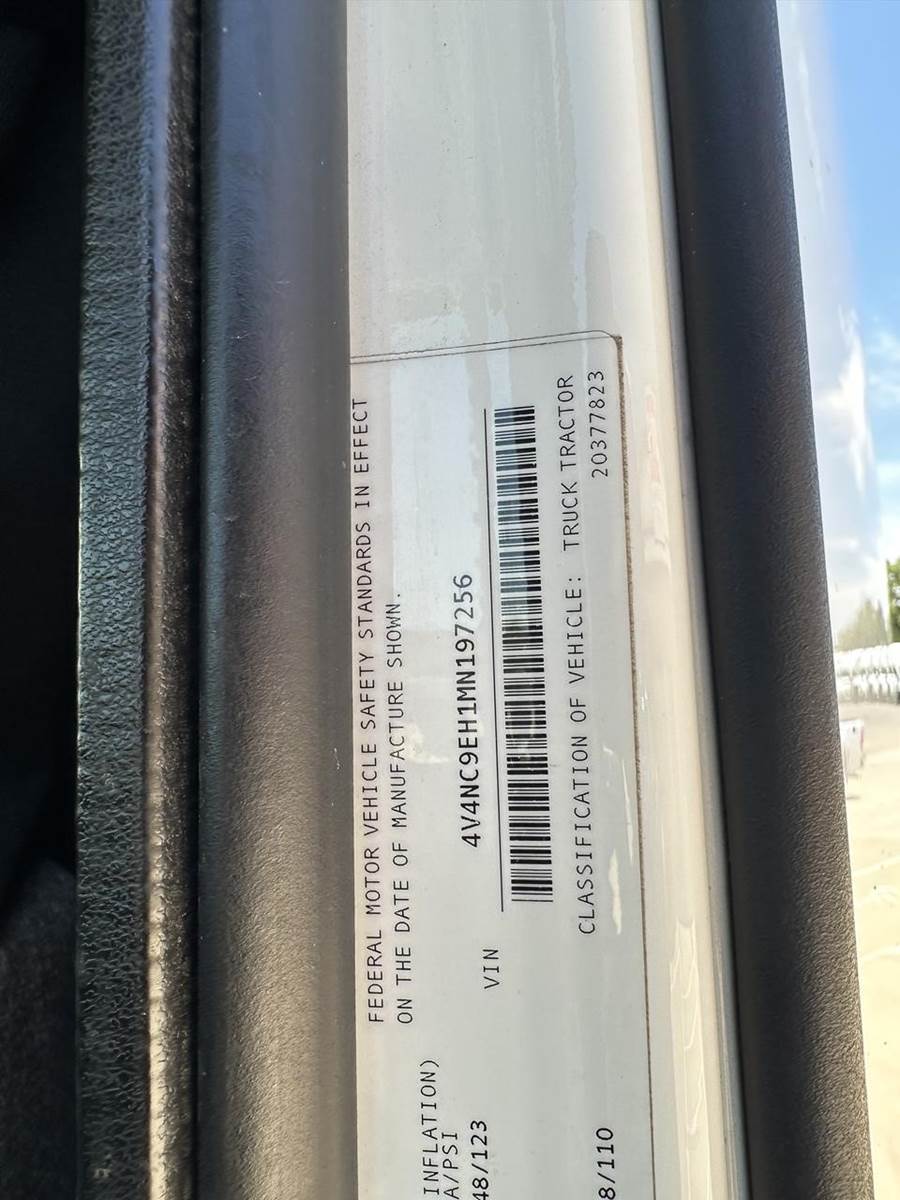 FEDERAL MOTOR VEHICLE SAFETY STANDARDS IN EFFECT
ON THE DATE OF MANUFACTURE SHOWN.
INFLATION)
A/PSI
48/123
4V4NC9EH1MN197256
VIN
CLASSIFICATION OF VEHICLE: TRUCK TRACTOR
8/110
20377823